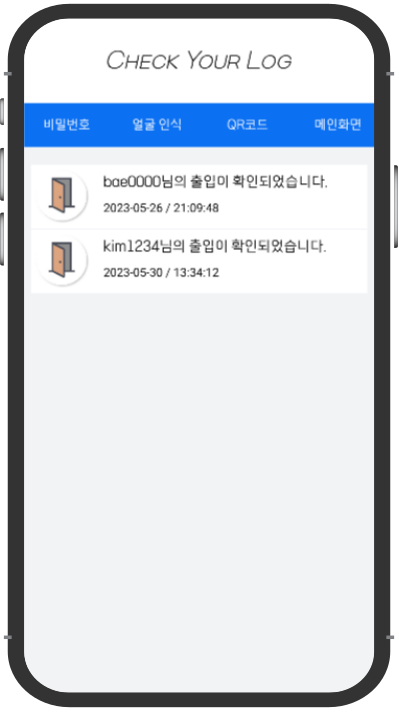 Check Your Log
비밀번호 얼굴 인식 QR코드 메인화면
bae0000님의 출입이 확인되었습니다.
2023-05-26 / 21:09:48
kim1234님의 출입이 확인되었습니다.
2023-05-30 / 13:34:12